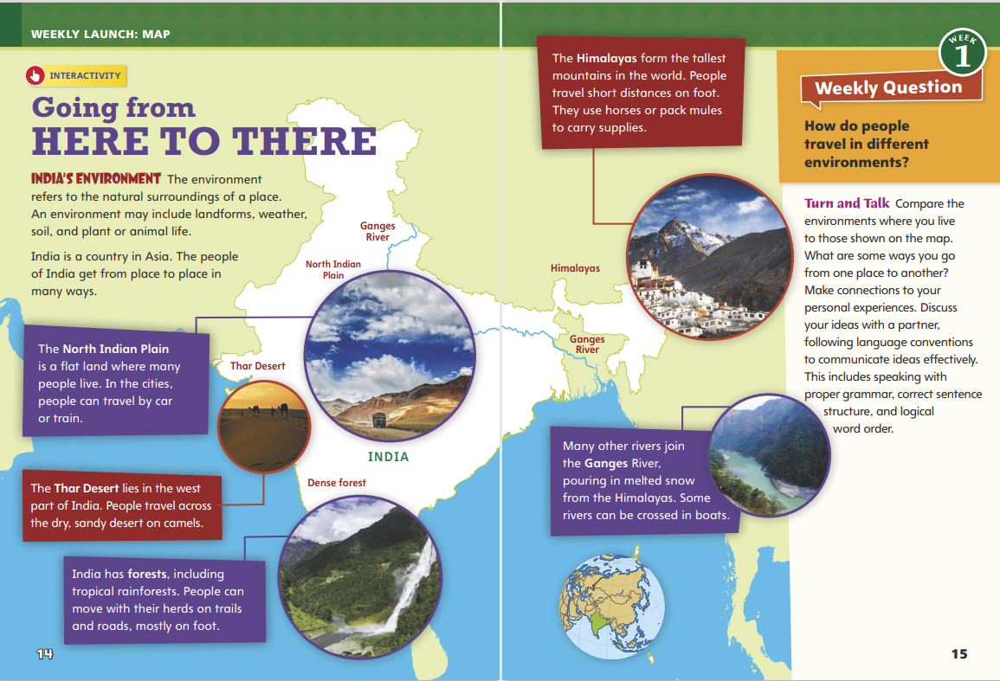 WEEKLY LAUNCH: MAP
INTERACTIVITY
Going from
HERE TO THERE
INDIA'S ENVIRONMENT The environment
refers to the natural surroundings of a place.
An environment may include landforms, weather,
soil, and plant or animal life.
India is a country in Asia. The people
of India get from place to place in
many ways.
Ganges
River
North Indian
Plain
The North Indian Plain
is a flat land where many
people live. In the cities,
people can travel by car
or train.
Thar Desert
INDIA
The Thar Desert lies in the west
part of India. People travel across
the dry, sandy desert on camels.
Dense forest
India has forests, including
tropical rainforests. People can
move with their herds on trails
and roads, mostly on foot.
14
The Himalayas form the tallest
mountains in the world. People
travel short distances on foot.
They use horses or pack mules
to carry supplies.
Himalayas
Ganges
River
Many other rivers join
the Ganges River,
pouring in melted snow
from the Himalayas. Some
rivers can be crossed in boats.
WEEK
1
Weekly Question
How do people
travel in different
environments?
Turn and Talk Compare the
environments where you live
to those shown on the map.
What are some ways you go
from one place to another?
Make connections to your
personal experiences. Discuss
your ideas with a partner,
following language conventions
to communicate ideas effectively.
This includes speaking with
proper grammar, correct sentence
structure, and logical
word order.
15